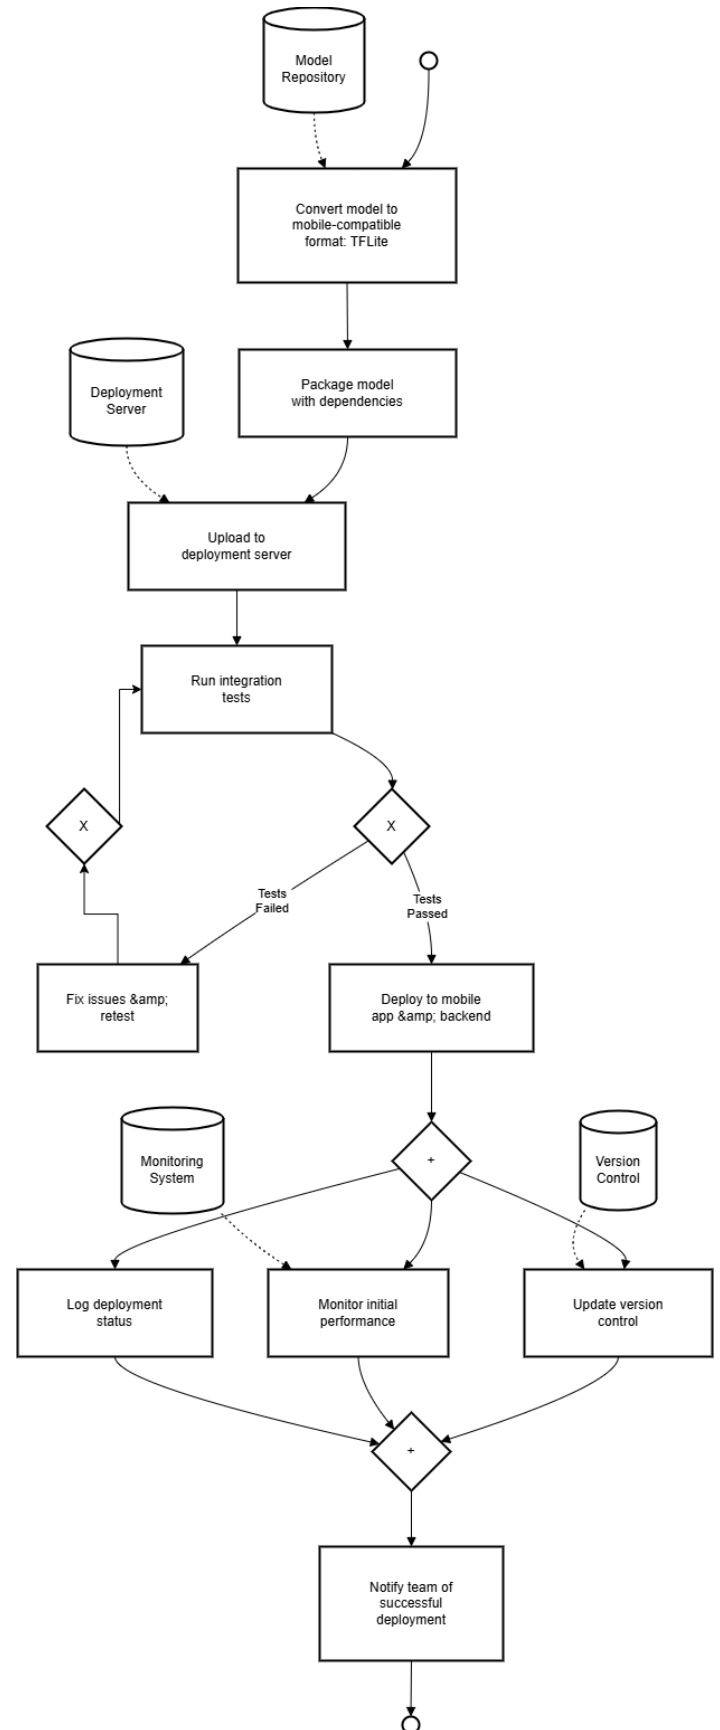 Model
Repository
Convert model to
mobile-compatible
format: TFLite
Deployment
Server
Package model
with dependencies
Upload to
deployment server
Run integration
tests
X
X
Tests
Failed
Tests
Passed
Fix issues &amp;
retest
Deploy to mobile
app &amp; backend
Monitoring
System
+
Version
Control
Log deployment
status
Monitor initial
performance
Update version
control
+
Notify team of
successful
deployment